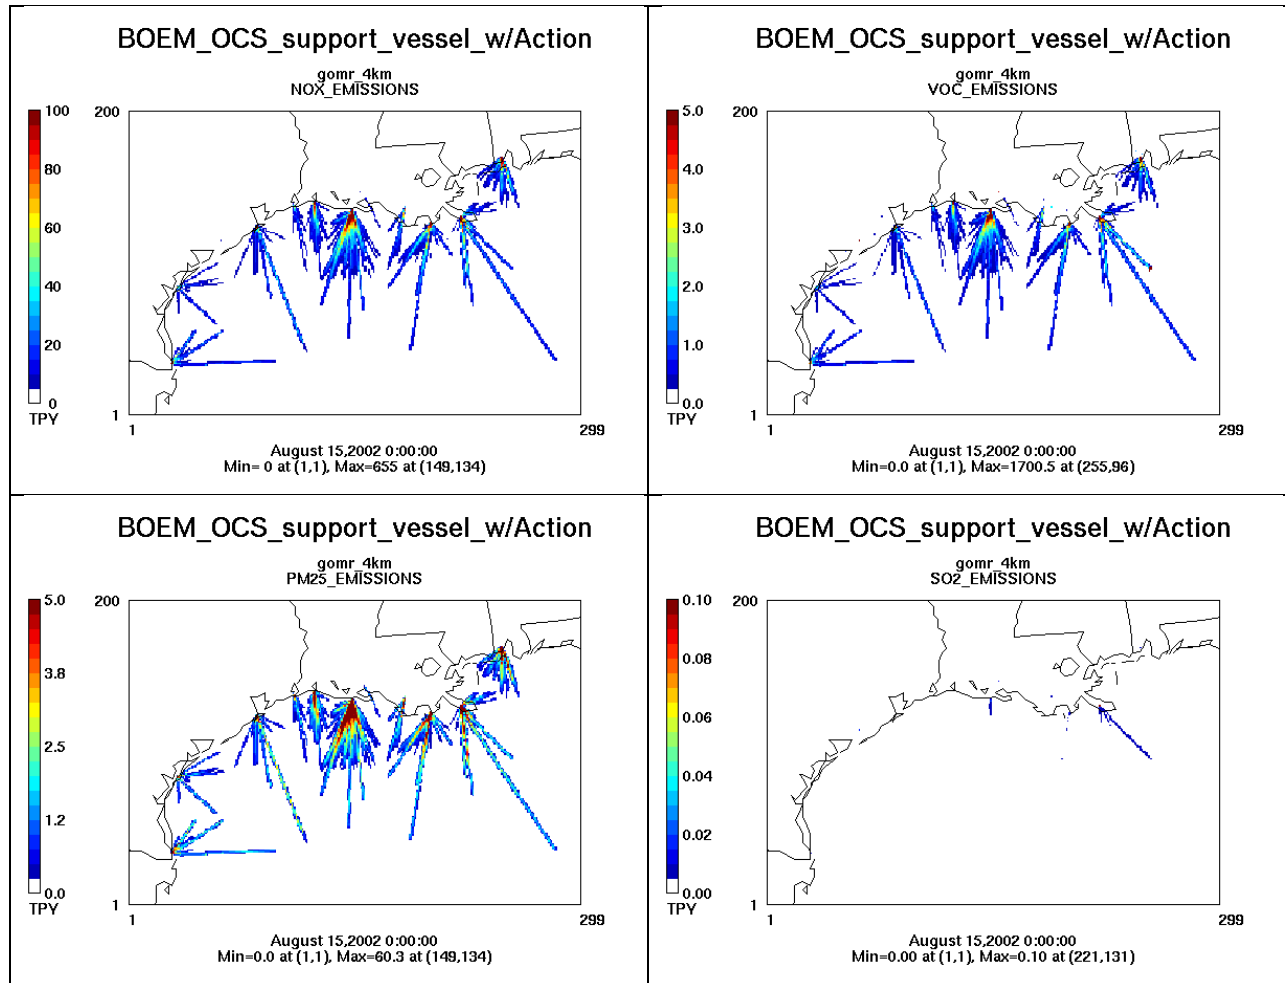 BOEM_OCS_support_vessel_w/Action
gomr_4km
NOX_EMISSIONS
100
80
60
40
20
0
TPY
200
1
1
299
August 15,2002 0:00:00
Min= 0 at (1,1), Max=655 at (149,134)
BOEM_OCS_support_vessel_w/Action
gomr_4km
VOC_EMISSIONS
5.0
4.0
3.0
2.0
1.0
0.0
TPY
200
1
1
299
August 15,2002 0:00:00
Min=0.0 at (1,1), Max=1700.5 at (255,96)
BOEM_OCS_support_vessel_w/Action
gomr_4km
PM25_EMISSIONS
5.0
3.8
2.5
1.2
0.0
TPY
200
1
1
299
August 15,2002 0:00:00
Min=0.0 at (1,1), Max=60.3 at (149,134)
BOEM_OCS_support_vessel_w/Action
gomr_4km
SO2_EMISSIONS
0.10
0.08
0.06
0.04
0.02
0.00
TPY
200
1
1
299
August 15,2002 0:00:00
Min=0.00 at (1,1), Max=0.10 at (221,131)